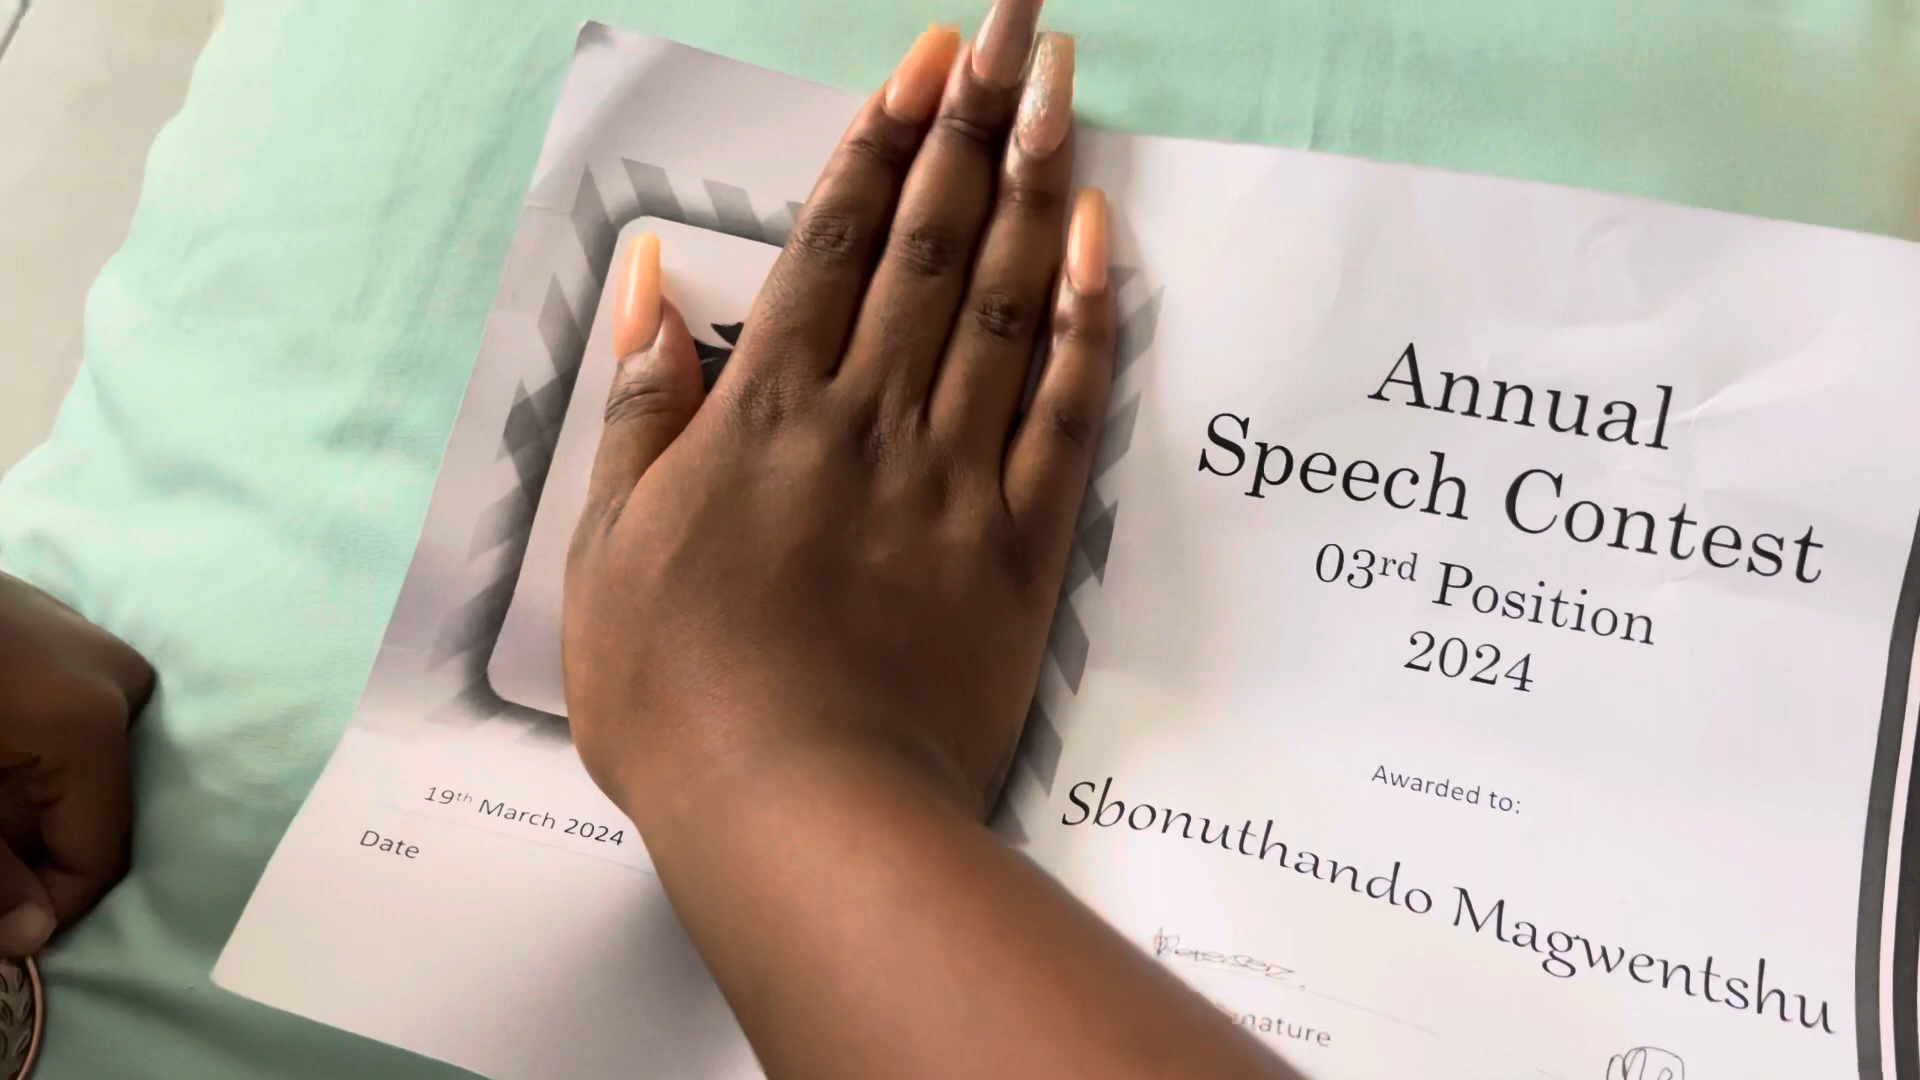 Annual
Speech Contest
03rd Position
2024
Awarded to:
Sbonuthando Magwentshu
19th March 2024
Date